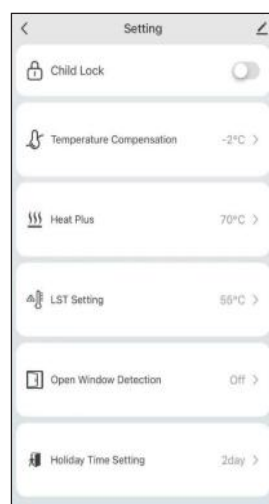 Setting
Child Lock
Temperature Compensation -2°C
Heat Plus 70°C
LST Setting 55°C
Open Window Detection Off
Holiday Time Setting 2day